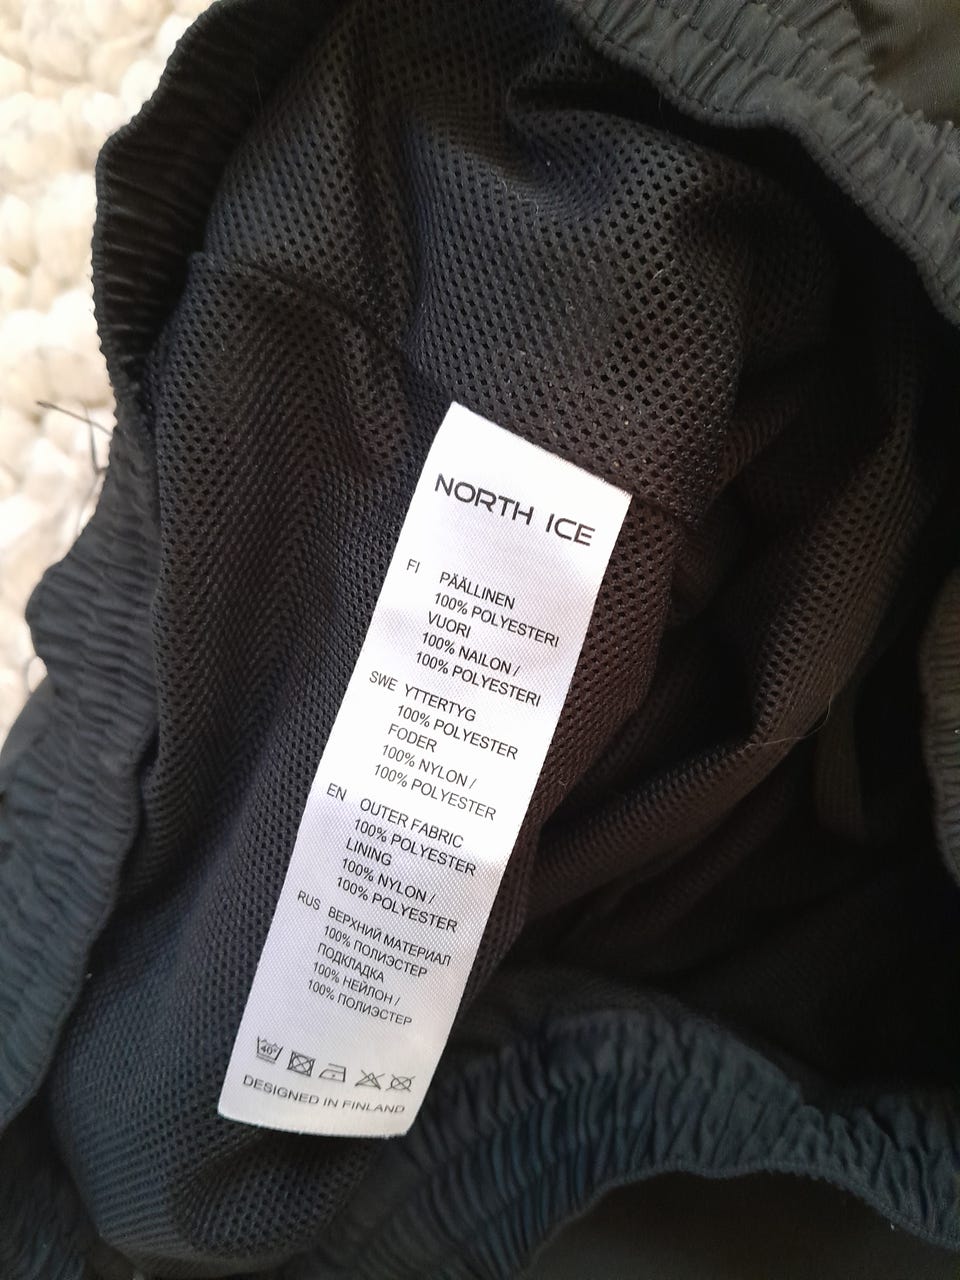 NORTH ICE
FI PÄÄLLINEN
100% POLYESTERI
VUORI
100% NAILON /
100% POLYESTERI
SWE YTTERTYG
100% POLYESTER
FODER
100% NYLON /
100% POLYESTER
EN OUTER FABRIC
100% POLYESTER
LINING
100% NYLON /
100% POLYESTER
RUS ВЕРХНИЙ МАТЕРИАЛ
100% ПОЛИЭСТЕР
ПОДКЛАДКА
100% НЕЙЛОН /
100% ПОЛИЭСТЕР
40°
DESIGNED IN FINLAND